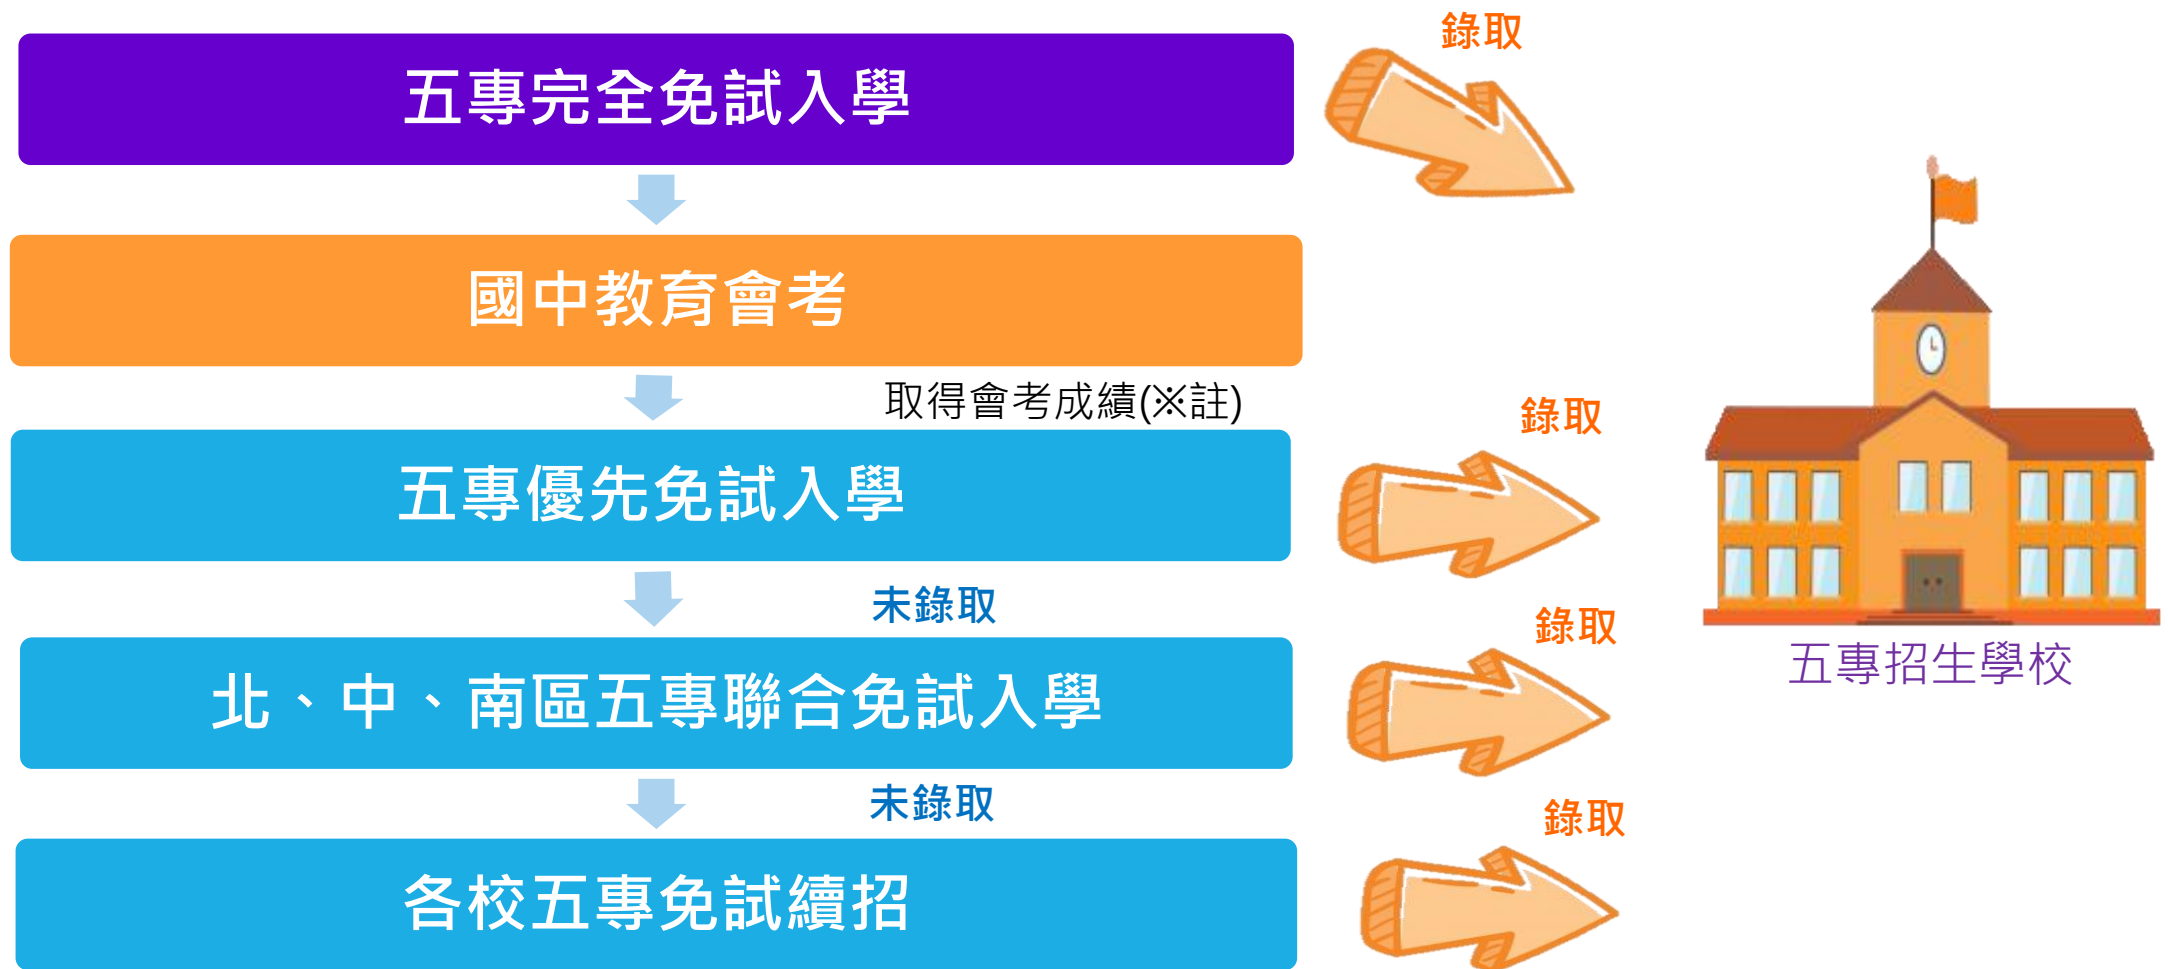 錄取
五專完全免試入學
國中教育會考
取得會考成績(※註)
錄取
五專優先免試入學
未錄取
錄取
五專招生學校
北、中、南區五專聯合免試入學
未錄取
錄取
各校五專免試續招